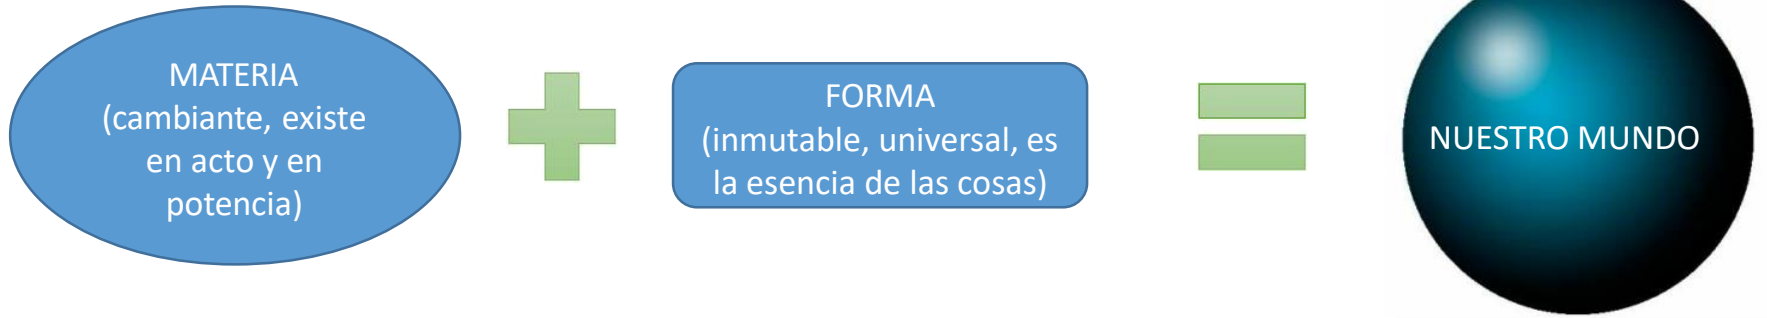 MATERIA
(cambiante, existe
en acto y en
potencia)
FORMA
(inmutable, universal, es
la esencia de las cosas)
NUESTRO MUNDO